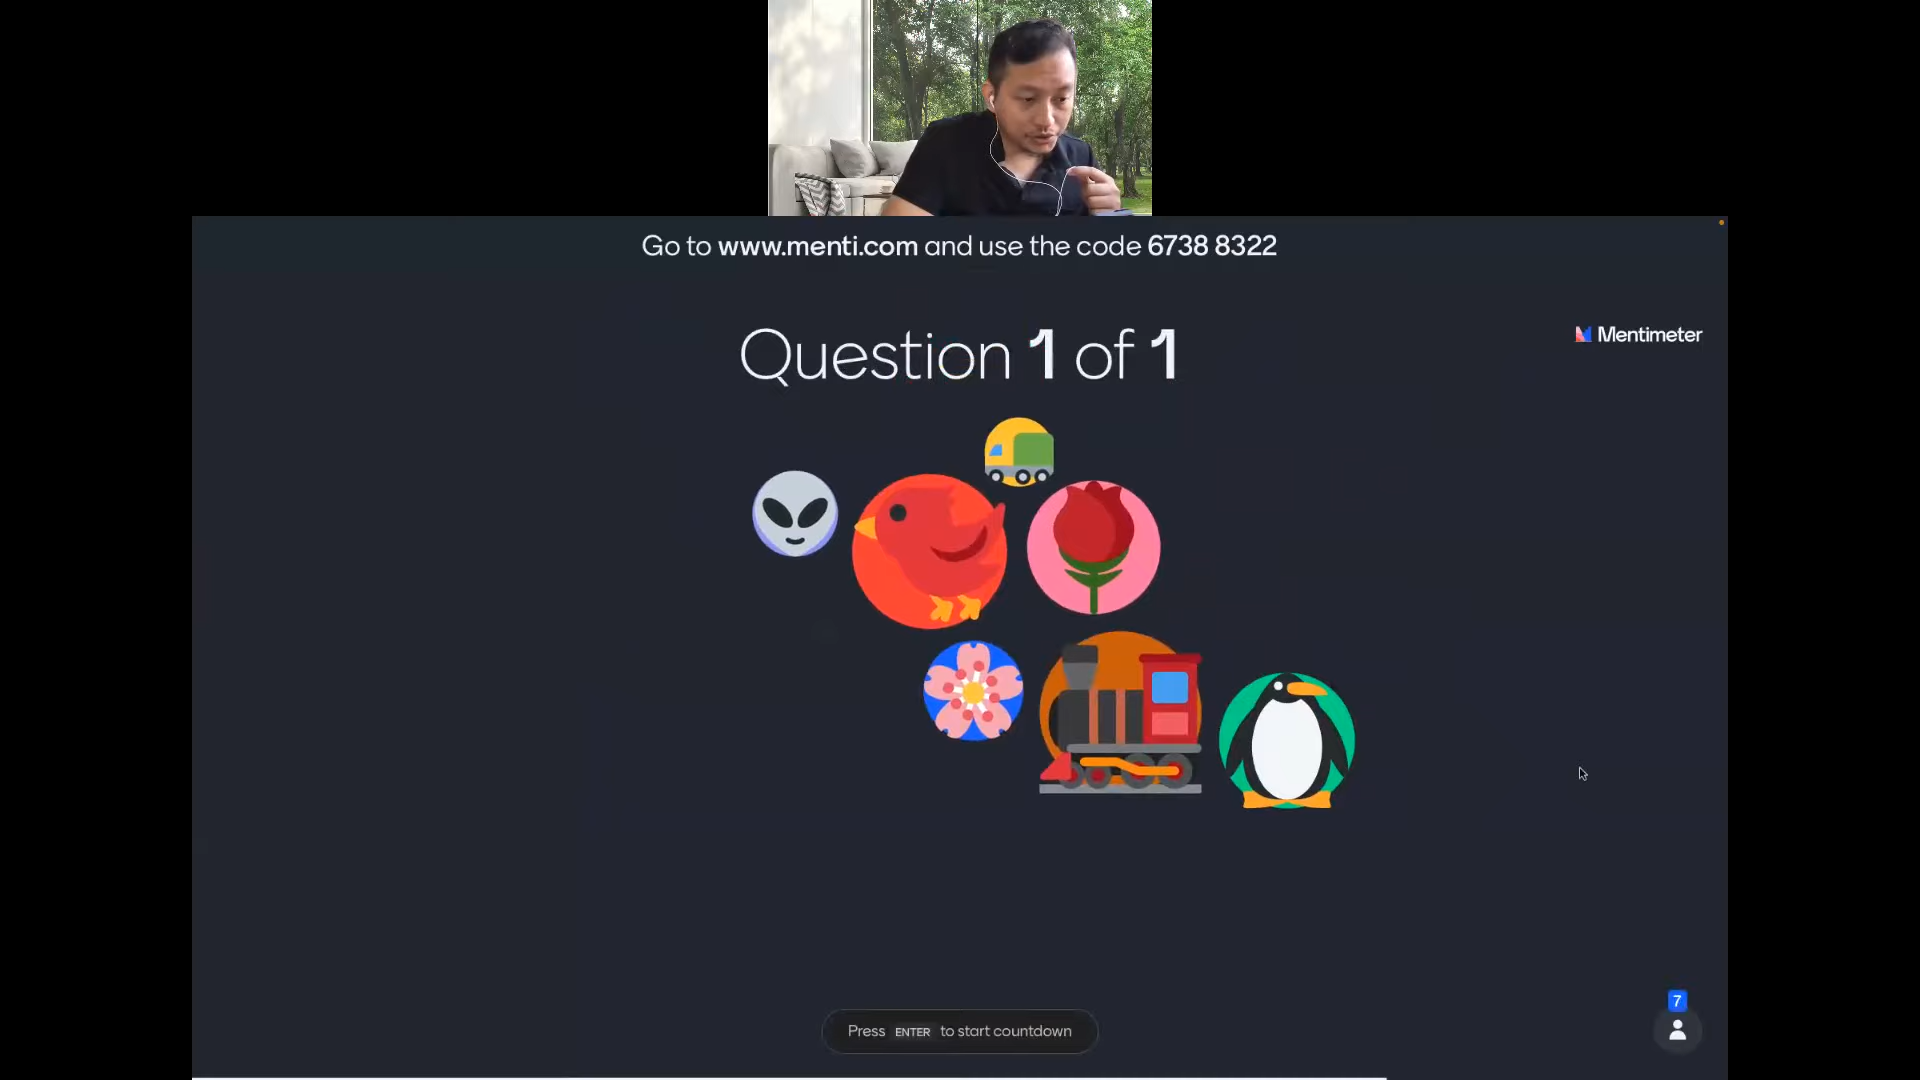 Go to www.menti.com and use the code 6738 8322
Question 1 of 1
Mentimeter
7
Press ENTER to start countdown